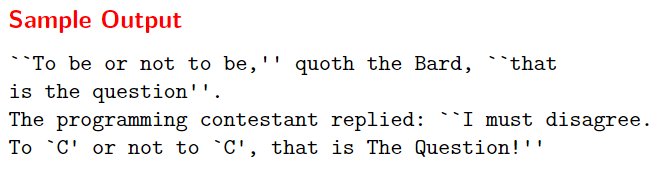 Sample Output
``To be or not to be,'' quoth the Bard, ``that
is the question''.
The programming contestant replied: ``I must disagree.
To `C' or not to `C', that is The Question!''